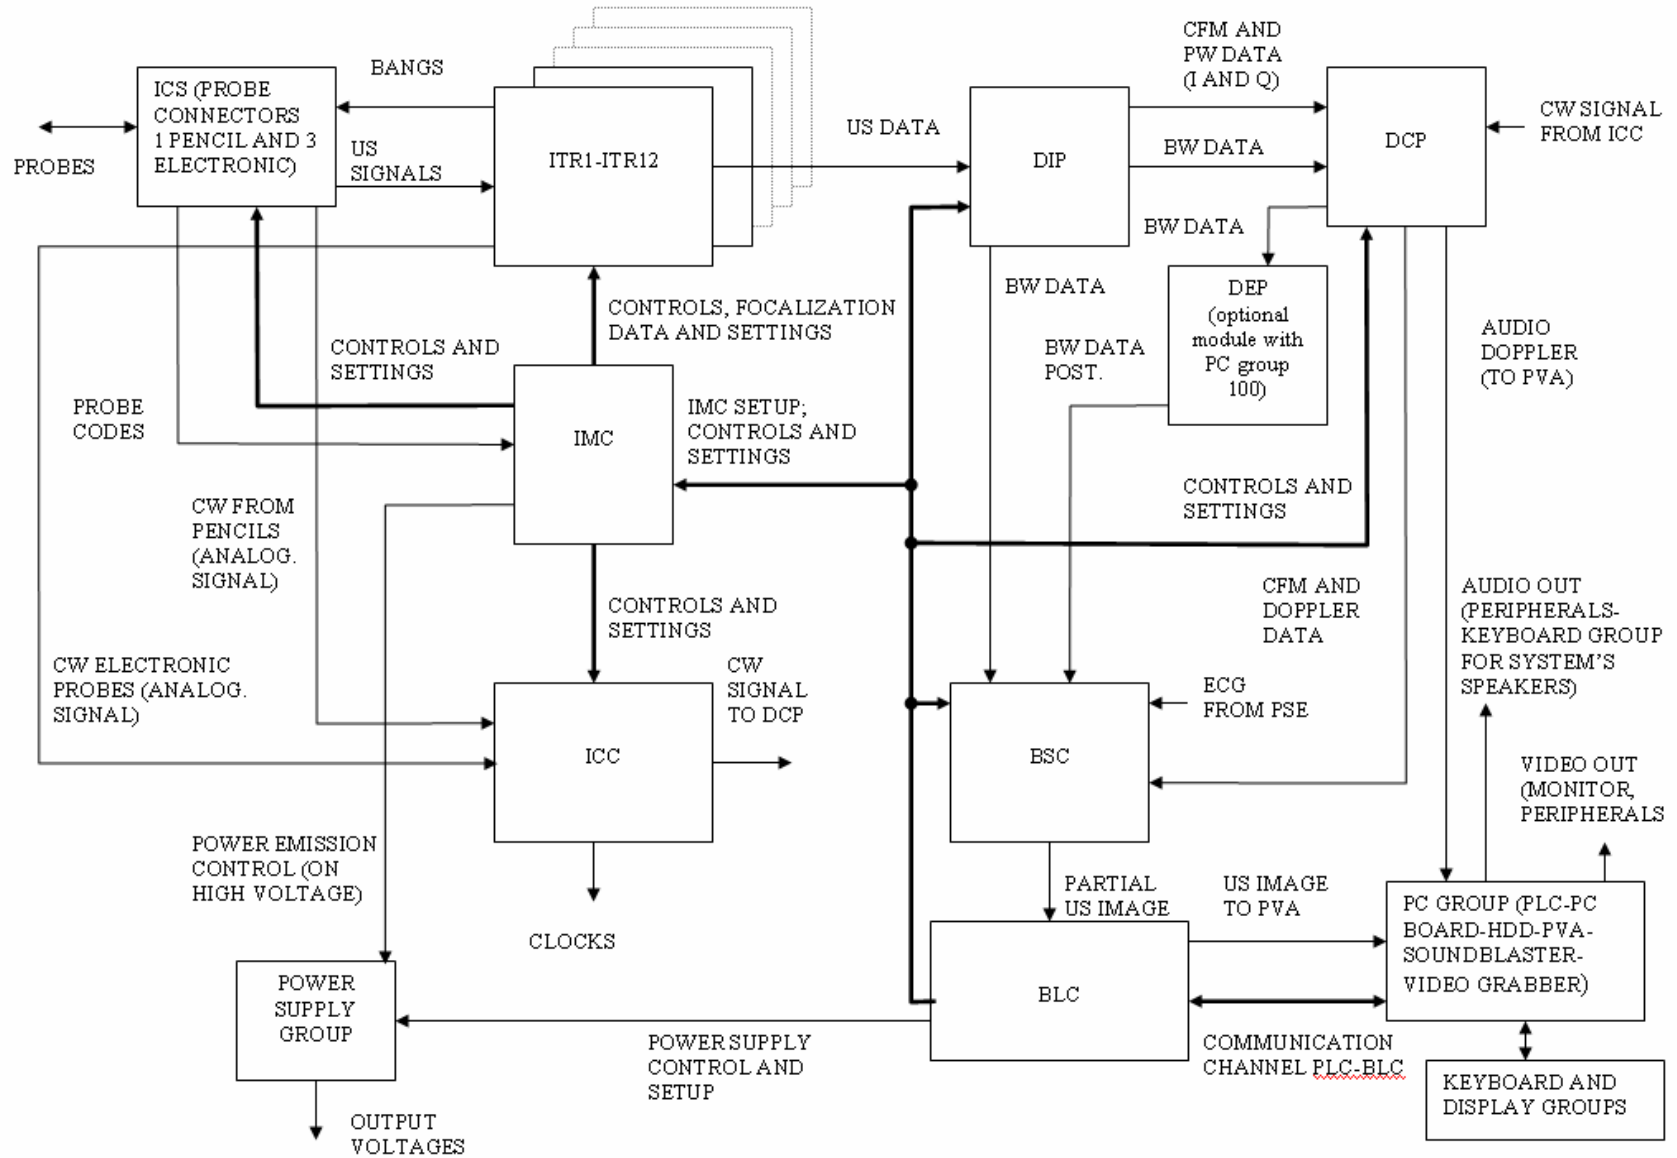 BANGS
ICS (PROBE
CONNECTORS
1 PENCIL AND 3
ELECTRONIC)
PROBES
US
SIGNALS
ITR1-ITR12
US DATA
DIP
CFM AND
PW DATA
(I AND Q)
BW DATA
DCP
CW SIGNAL
FROM ICC
BW DATA
BW DATA
DEP
(optional
module with
PC group
100)
BW DATA
POST.
AUDIO
DOPPLER
(TO PVA)
CONTROLS, FOCALIZATION
DATA AND SETTINGS
CONTROLS AND
SETTINGS
PROBE
CODES
IMC
IMC SETUP;
CONTROLS AND
SETTINGS
CONTROLS AND
SETTINGS
CW FROM
PENCILS
(ANALOG.
SIGNAL)
CONTROLS AND
SETTINGS
CFM AND
DOPPLER
DATA
AUDIO OUT
(PERIPHERALS-
KEYBOARD GROUP
FOR SYSTEM'S
SPEAKERS)
CW ELECTRONIC
PROBES (ANALOG.
SIGNAL)
CW
SIGNAL
TO DCP
ECG
FROM PSE
ICC
BSC
VIDEO OUT
(MONITOR,
PERIPHERALS
POWER EMISSION
CONTROL (ON
HIGH VOLTAGE)
CLOCKS
PARTIAL
US IMAGE
US IMAGE
TO PVA
PC GROUP (PLC-PC
BOARD-HDD-PVA-
SOUNDBLASTER-
VIDEO GRABBER)
POWER
SUPPLY
GROUP
BLC
POWER SUPPLY
CONTROL AND
SETUP
COMMUNICATION
CHANNEL PLC-BLC
KEYBOARD AND
DISPLAY GROUPS
OUTPUT
VOLTAGES